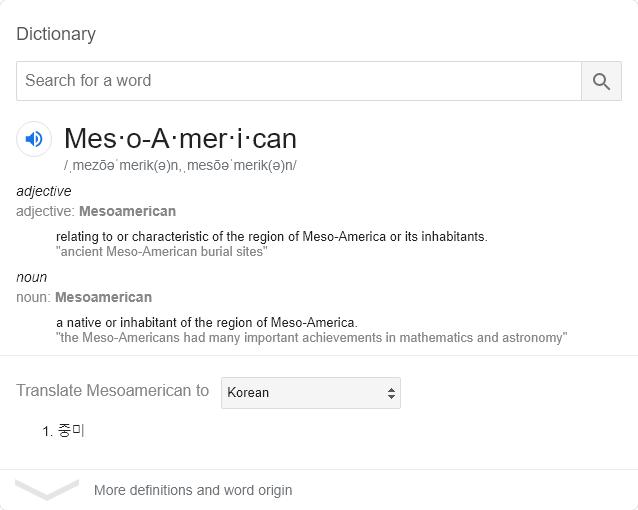 Dictionary
Search for a word
Mes·o-A·mer·i·can
/ˌmezōəˈmerik(ə)n,ˌmesōəˈmerik(ə)n/
adjective
adjective: Mesoamerican
relating to or characteristic of the region of Meso-America or its inhabitants.
"ancient Meso-American burial sites"
noun
noun: Mesoamerican
a native or inhabitant of the region of Meso-America.
"the Meso-Americans had many important achievements in mathematics and astronomy"
Translate Mesoamerican to Korean
1. 중미
More definitions and word origin